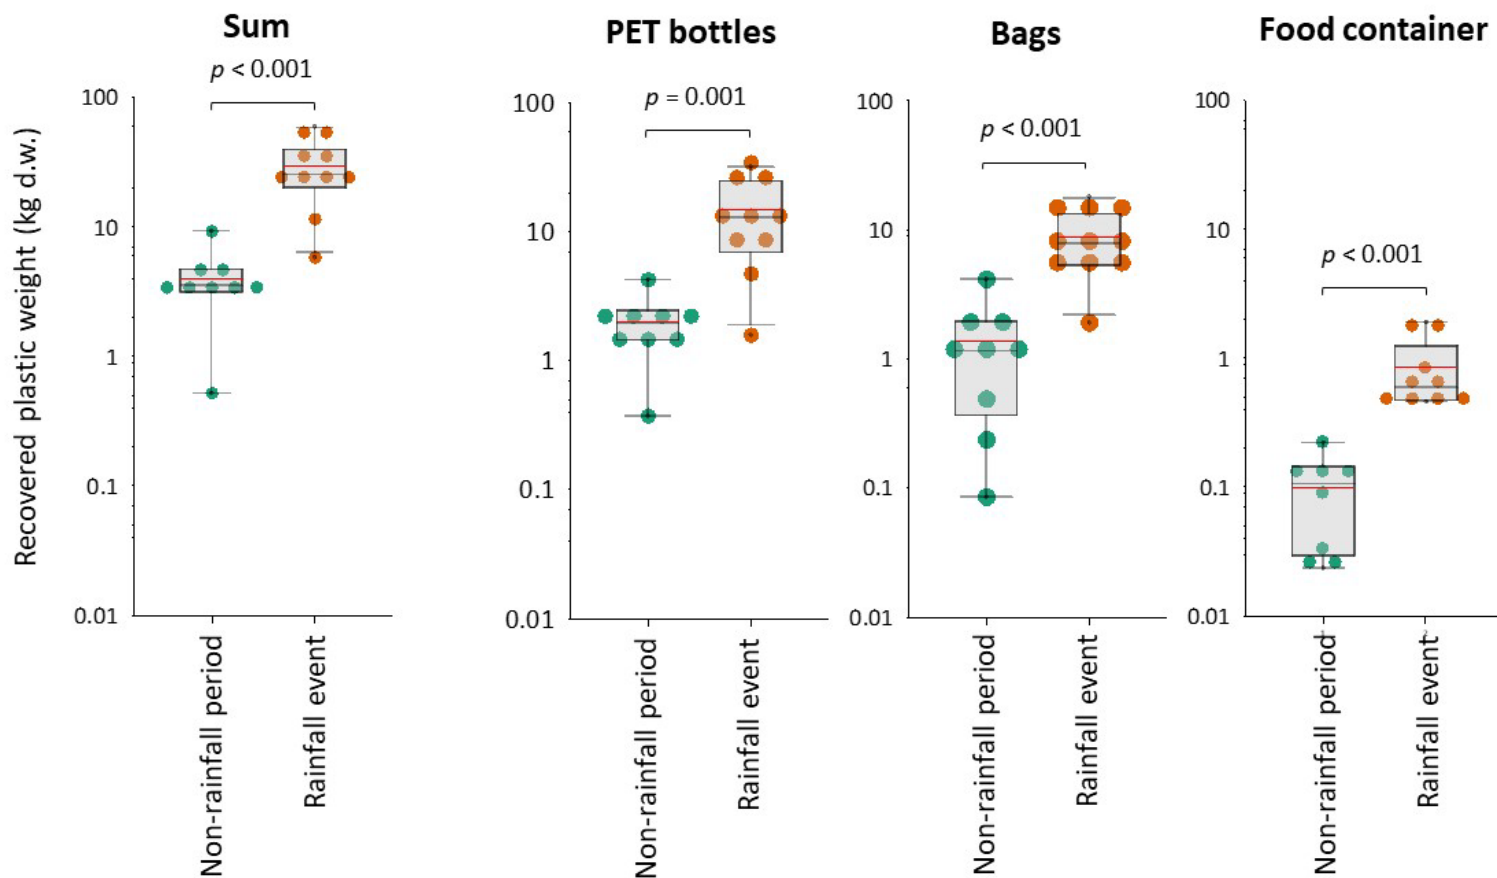 Sum
PET bottles
Bags
Food container
p < 0.001
p = 0.001
p < 0.001
p < 0.001
Recovered plastic weight (kg d.w.)
100
10
1
0.1
0.01
100
10
1
0.1
0.01
100
10
1
0.1
0.01
100
10
1
0.1
0.01
Non-rainfall period
Rainfall event
Non-rainfall period
Rainfall event
Non-rainfall period
Rainfall event
Non-rainfall period
Rainfall event